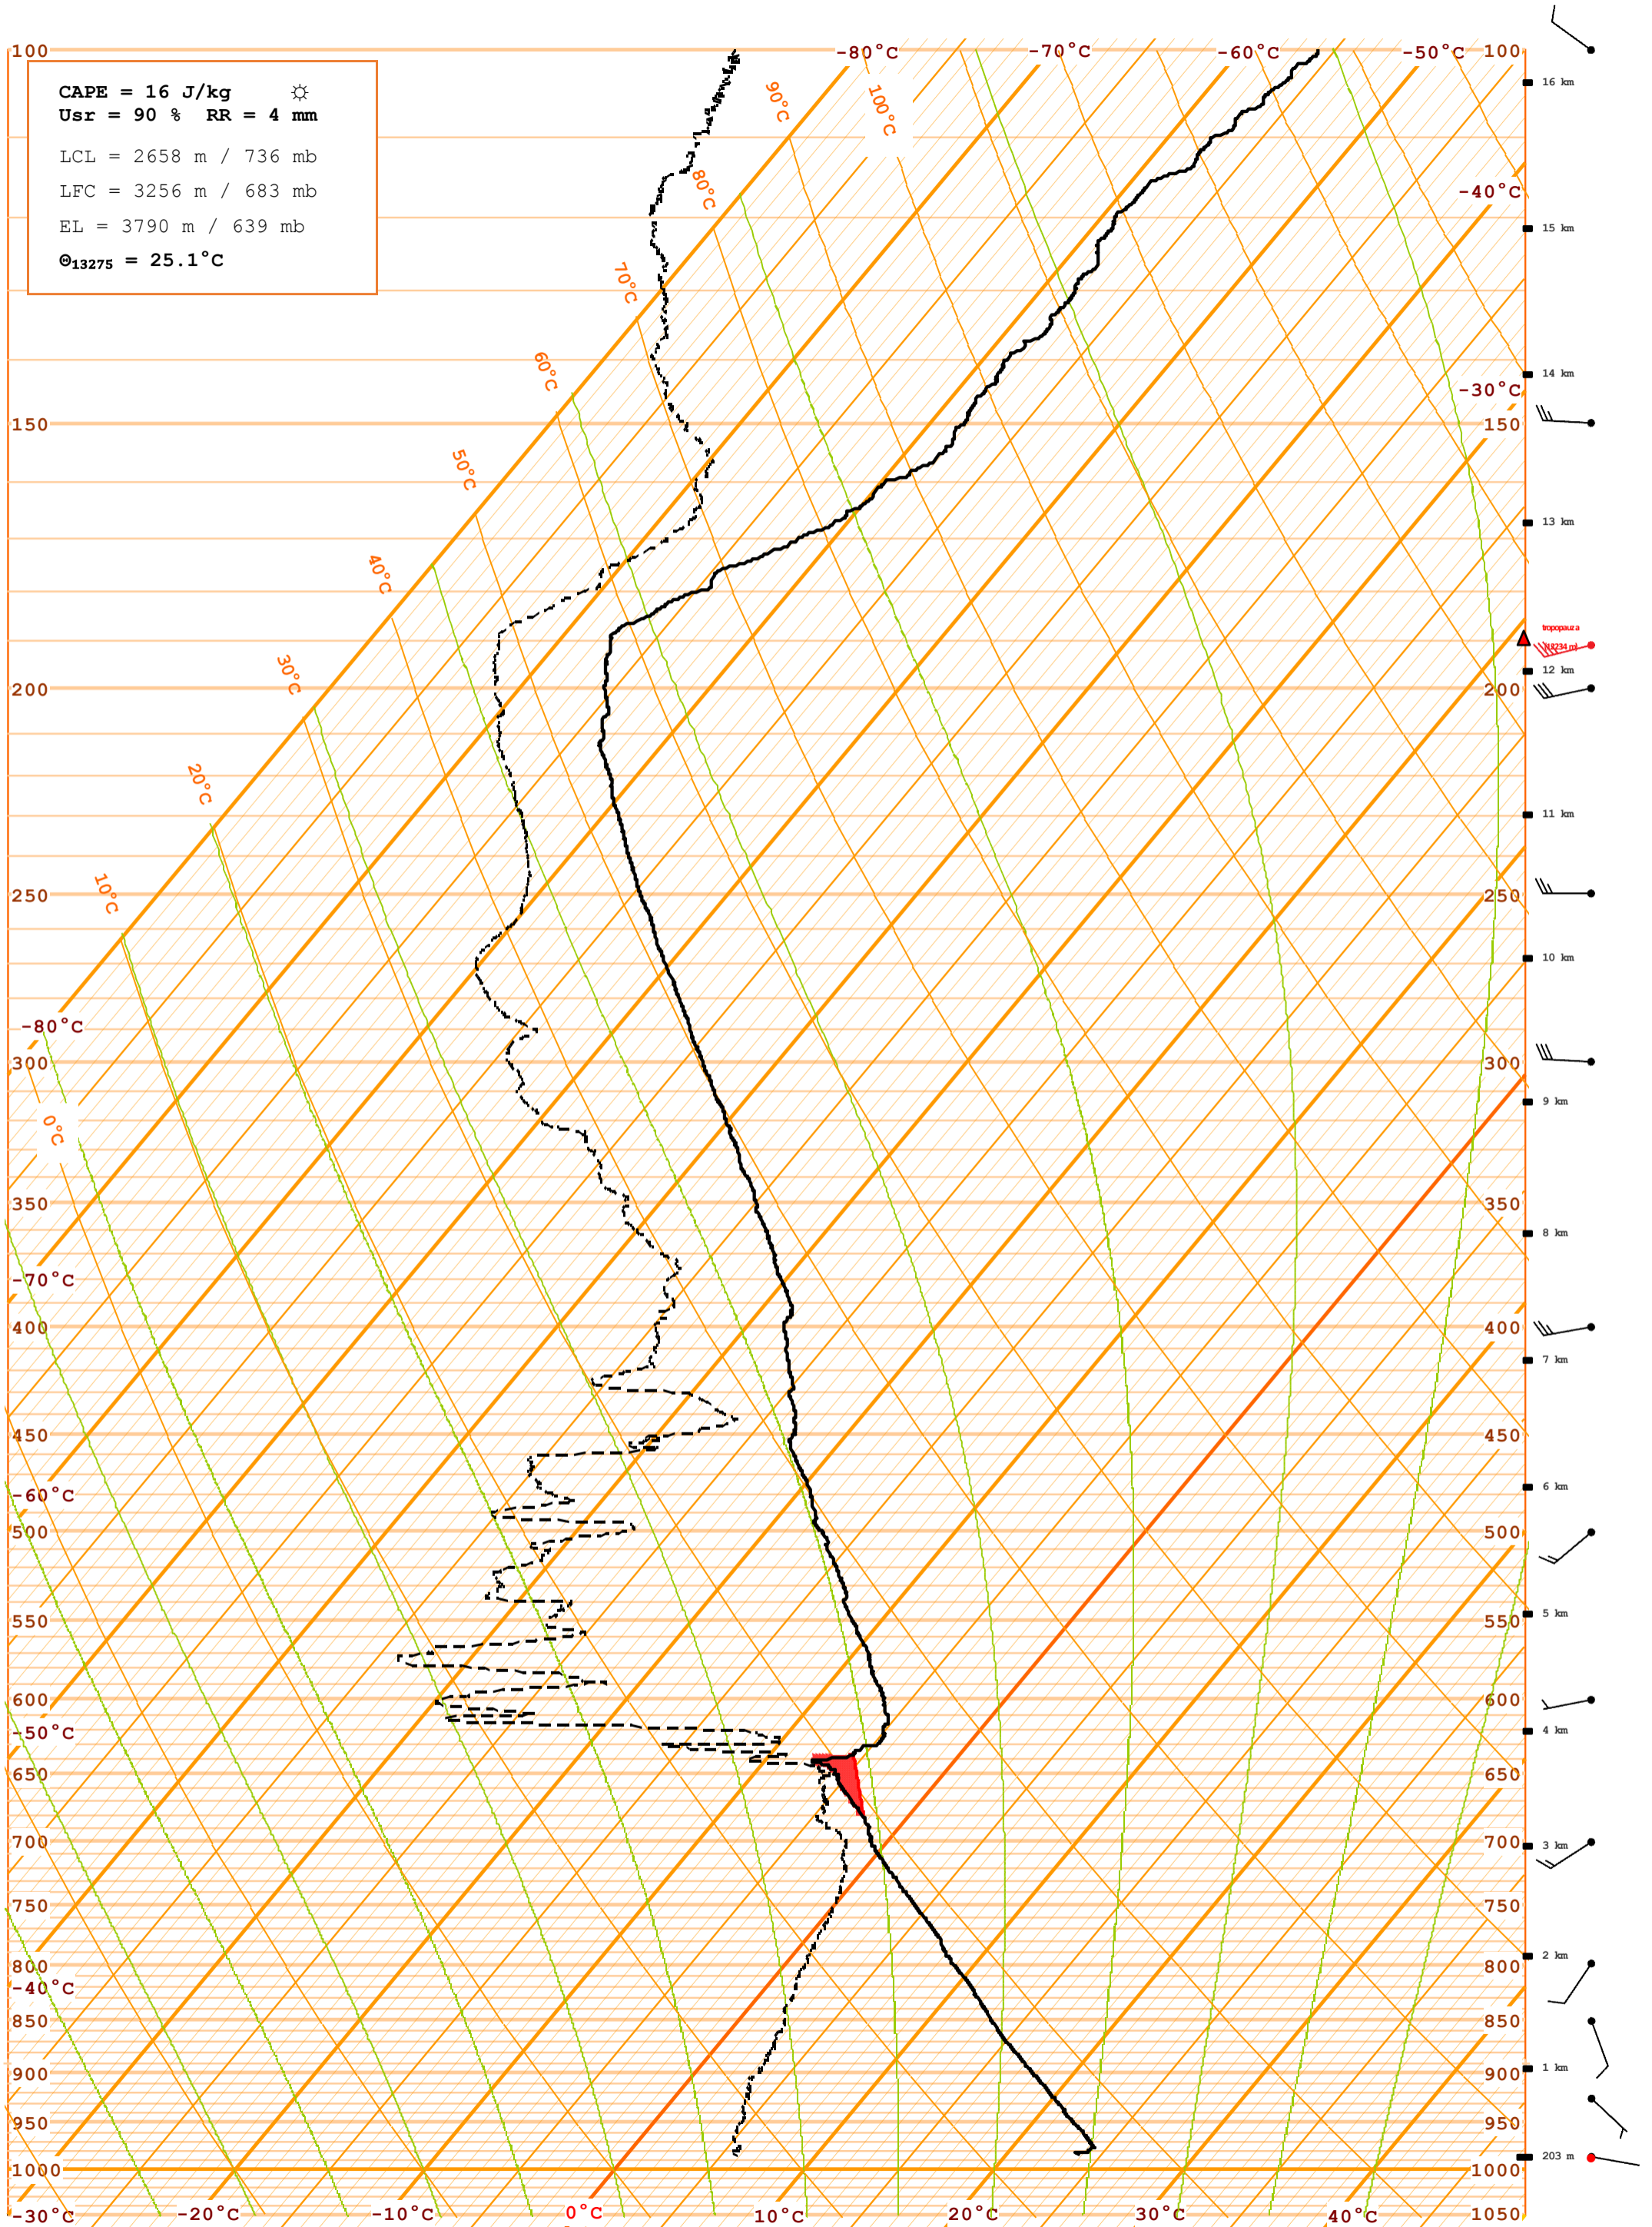 -80°C -70°C -60°C -50°C
100 100
16 km
CAPE = 16 J/kg ☼
Usr = 90 % RR = 4 mm
LCL = 2658 m / 736 mb
LFC = 3256 m / 683 mb
EL = 3790 m / 639 mb
Θ13275 = 25.1°C
90°C 100°C
80°C
-40°C
15 km
70°C
60°C
14 km
-30°C
150 150
50°C
13 km
40°C
tropopauza
30°C
12 km
200 200
20°C
11 km
10°C
250 250
10 km
-80°C
300 300
9 km
0°C
350 350
8 km
-70°C
400 400
7 km
450 450
6 km
-60°C
500 500
5 km
550 550
600 600
-50°C
4 km
650 650
700 700
3 km
750 750
2 km
800 800
-40°C
850 850
1 km
900 900
950 950
203 m
1000 1000
-30°C -20°C -10°C 0°C 10°C 20°C 30°C 40°C 1050